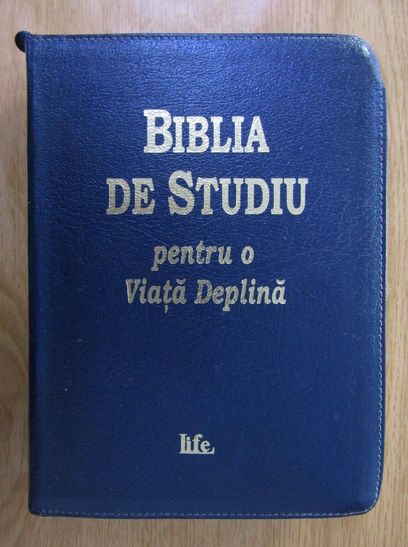 BIBLIA
DE STUDIU
pentru o
Viață Deplină
Life